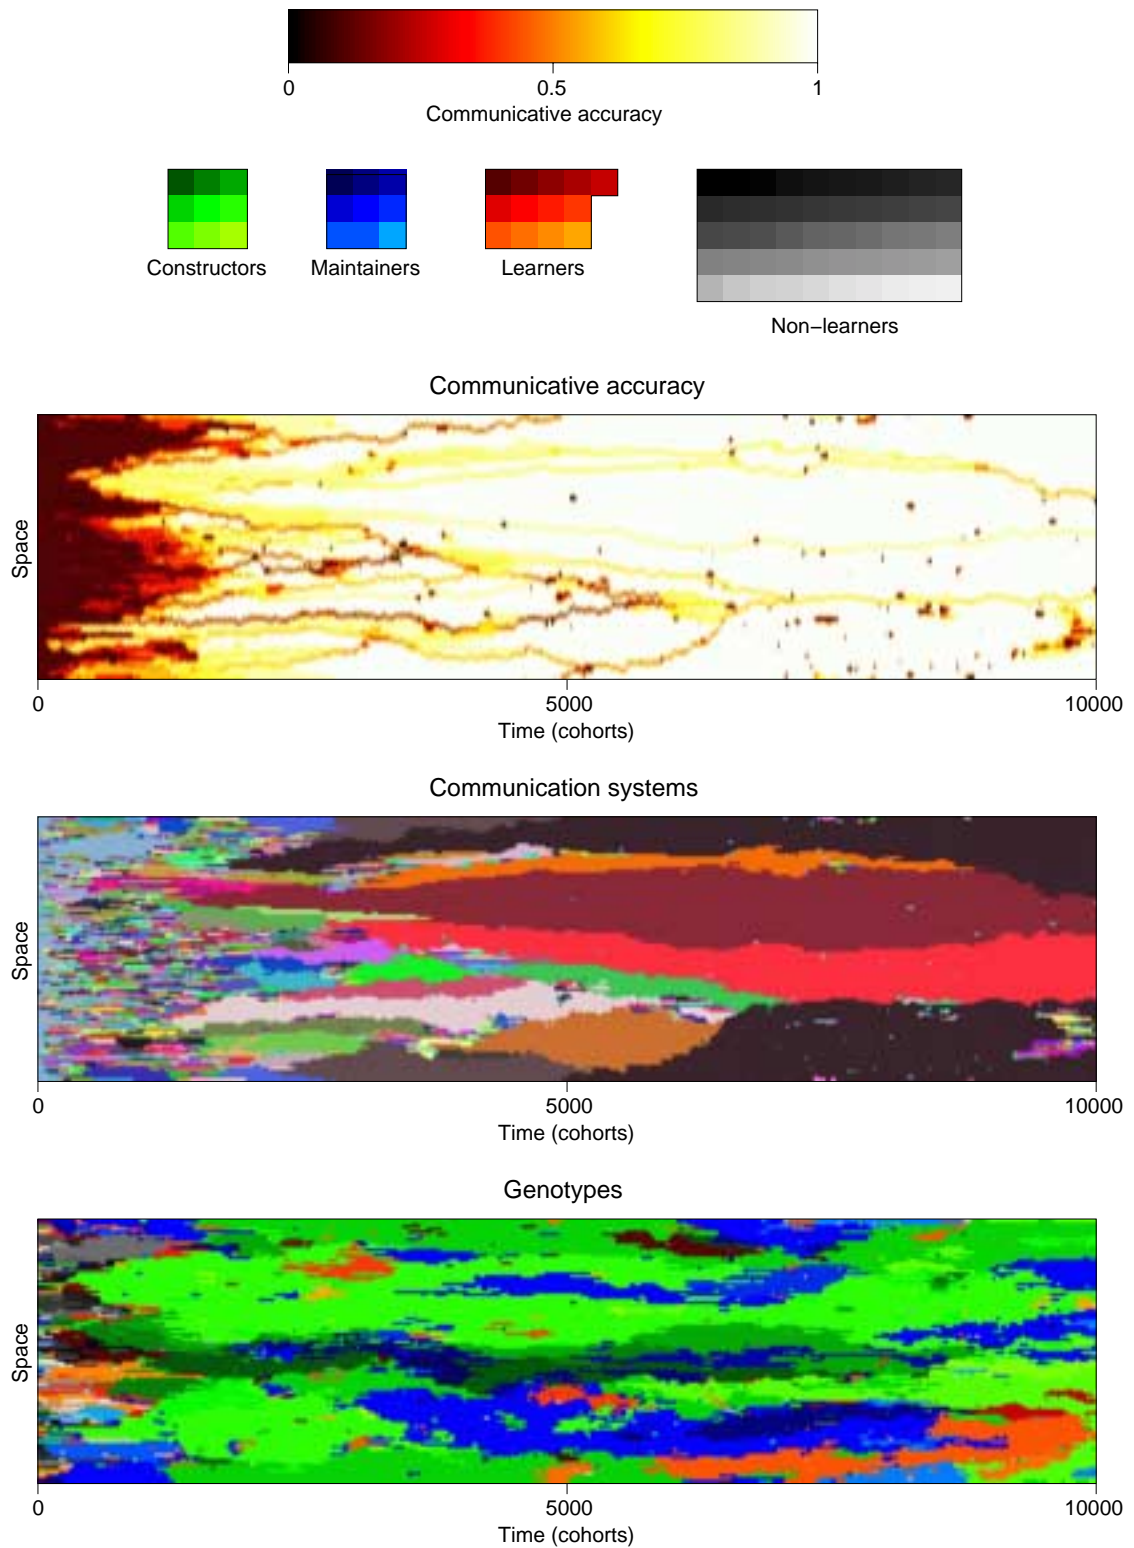 0 0.5 1
Communicative accuracy
Constructors Maintainers Learners
Non−learners
Communicative accuracy
Space
0 5000 10000
Time (cohorts)
Communication systems
Space
0 5000 10000
Time (cohorts)
Genotypes
Space
0 5000 10000
Time (cohorts)